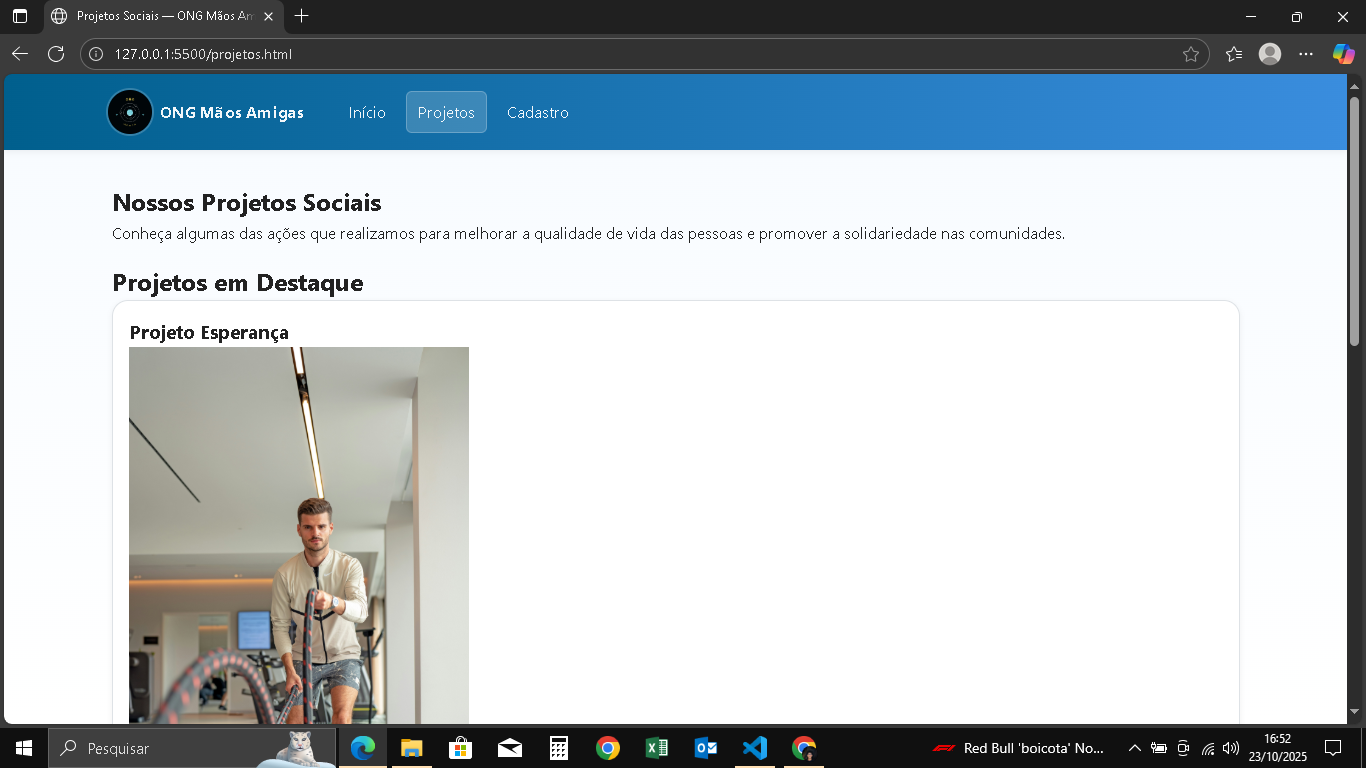 Projetos Sociais — ONG Mãos Am
127.0.0.1:5500/projetos.html
ONG Mãos Amigas
Início
Projetos
Cadastro
Nossos Projetos Sociais
Conheça algumas das ações que realizamos para melhorar a qualidade de vida das pessoas e promover a solidariedade nas comunidades.
Projetos em Destaque
Projeto Esperança
Pesquisar
Red Bull 'boicota' No...
16:52
23/10/2025